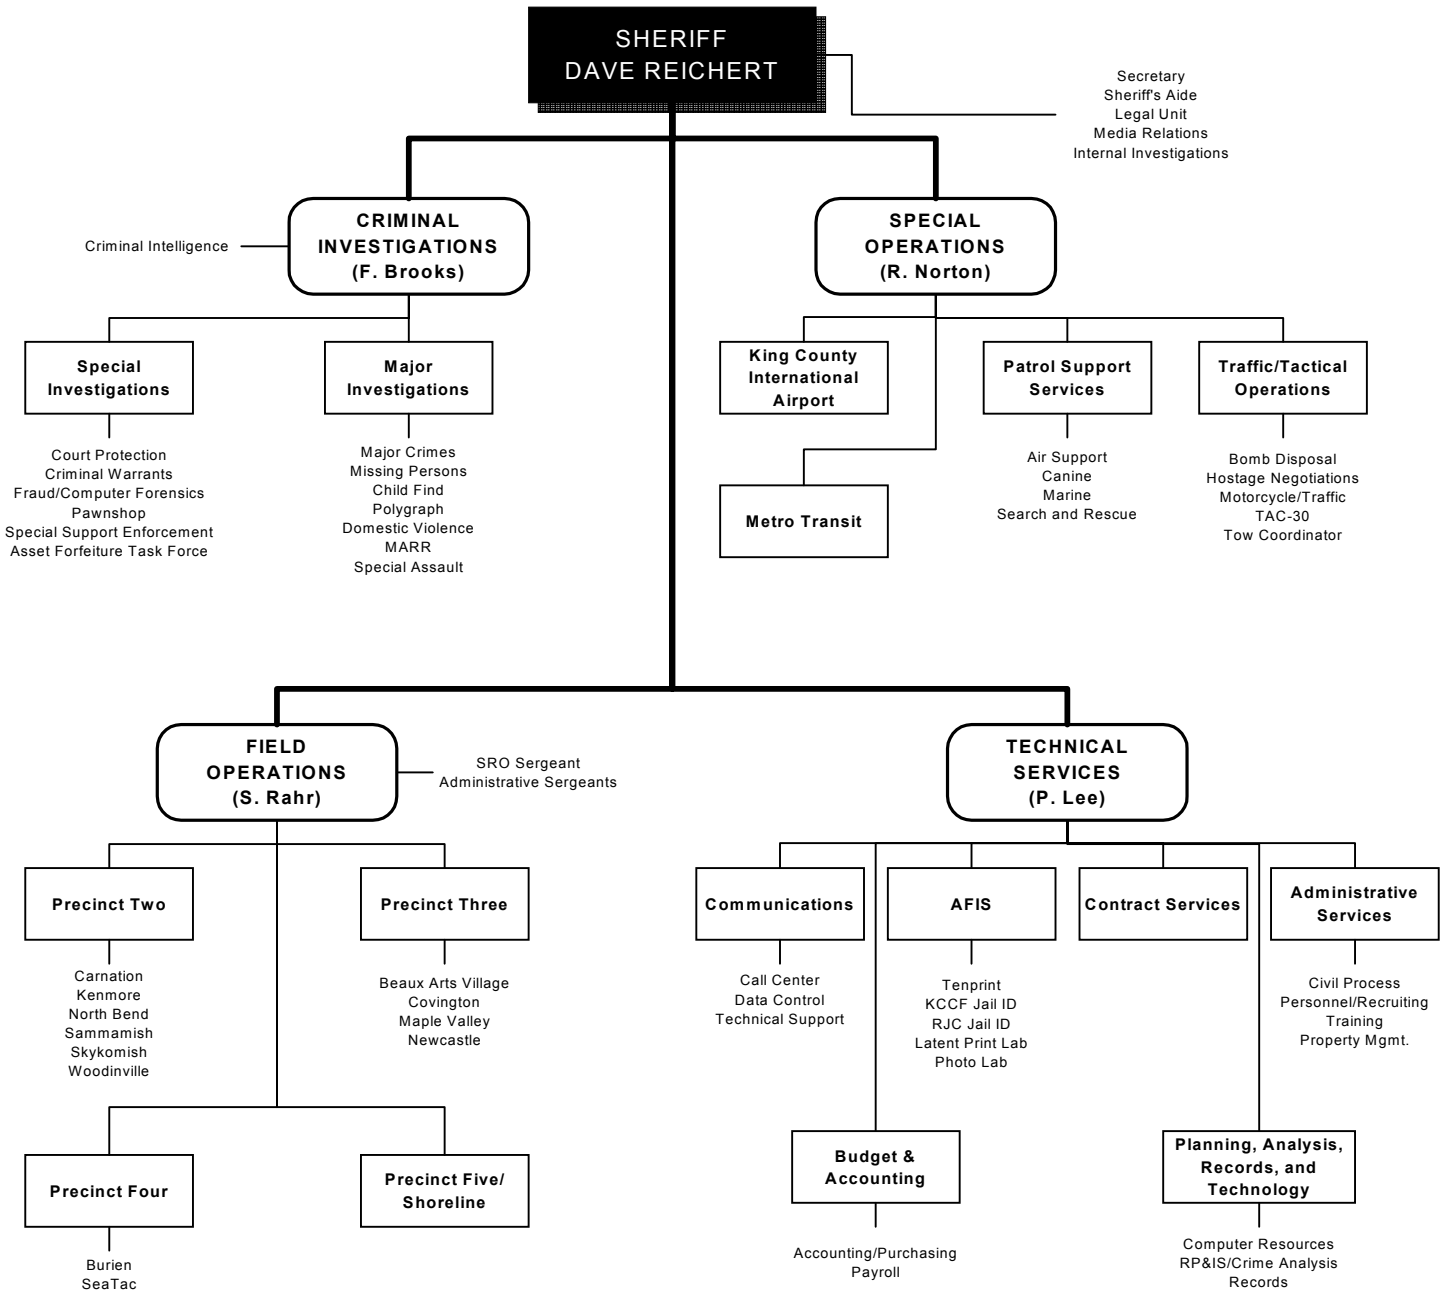 SHERIFF
DAVE REICHERT
Secretary
Sheriff's Aide
Legal Unit
Media Relations
Internal Investigations
CRIMINAL
INVESTIGATIONS
(F. Brooks)
Criminal Intelligence
SPECIAL
OPERATIONS
(R. Norton)
Special
Investigations
Court Protection
Criminal Warrants
Fraud/Computer Forensics
Pawnshop
Special Support Enforcement
Asset Forfeiture Task Force
Major
Investigations
Major Crimes
Missing Persons
Child Find
Polygraph
Domestic Violence
MARR
Special Assault
King County
International
Airport
Metro Transit
Patrol Support
Services
Air Support
Canine
Marine
Search and Rescue
Traffic/Tactical
Operations
Bomb Disposal
Hostage Negotiations
Motorcycle/Traffic
TAC-30
Tow Coordinator
FIELD
OPERATIONS
(S. Rahr)
SRO Sergeant
Administrative Sergeants
TECHNICAL
SERVICES
(P. Lee)
Precinct Two
Carnation
Kenmore
North Bend
Sammamish
Skykomish
Woodinville
Precinct Three
Beaux Arts Village
Covington
Maple Valley
Newcastle
Precinct Four
Burien
SeaTac
Precinct Five/
Shoreline
Communications
Call Center
Data Control
Technical Support
AFIS
Tenprint
KCCF Jail ID
RJC Jail ID
Latent Print Lab
Photo Lab
Contract Services
Administrative
Services
Civil Process
Personnel/Recruiting
Training
Property Mgmt.
Budget &
Accounting
Accounting/Purchasing
Payroll
Planning, Analysis,
Records, and
Technology
Computer Resources
RP&IS/Crime Analysis
Records